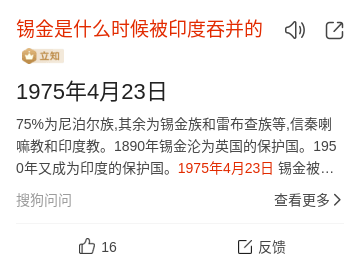 锡金是什么时候被印度吞并的
立知
1975年4月23日
75%为尼泊尔族,其余为锡金族和雷布查族等,信秦喇
嘛教和印度教。1890年锡金沦为英国的保护国。195
0年又成为印度的保护国。1975年4月23日 锡金被…
搜狗问问
查看更多
16
反馈